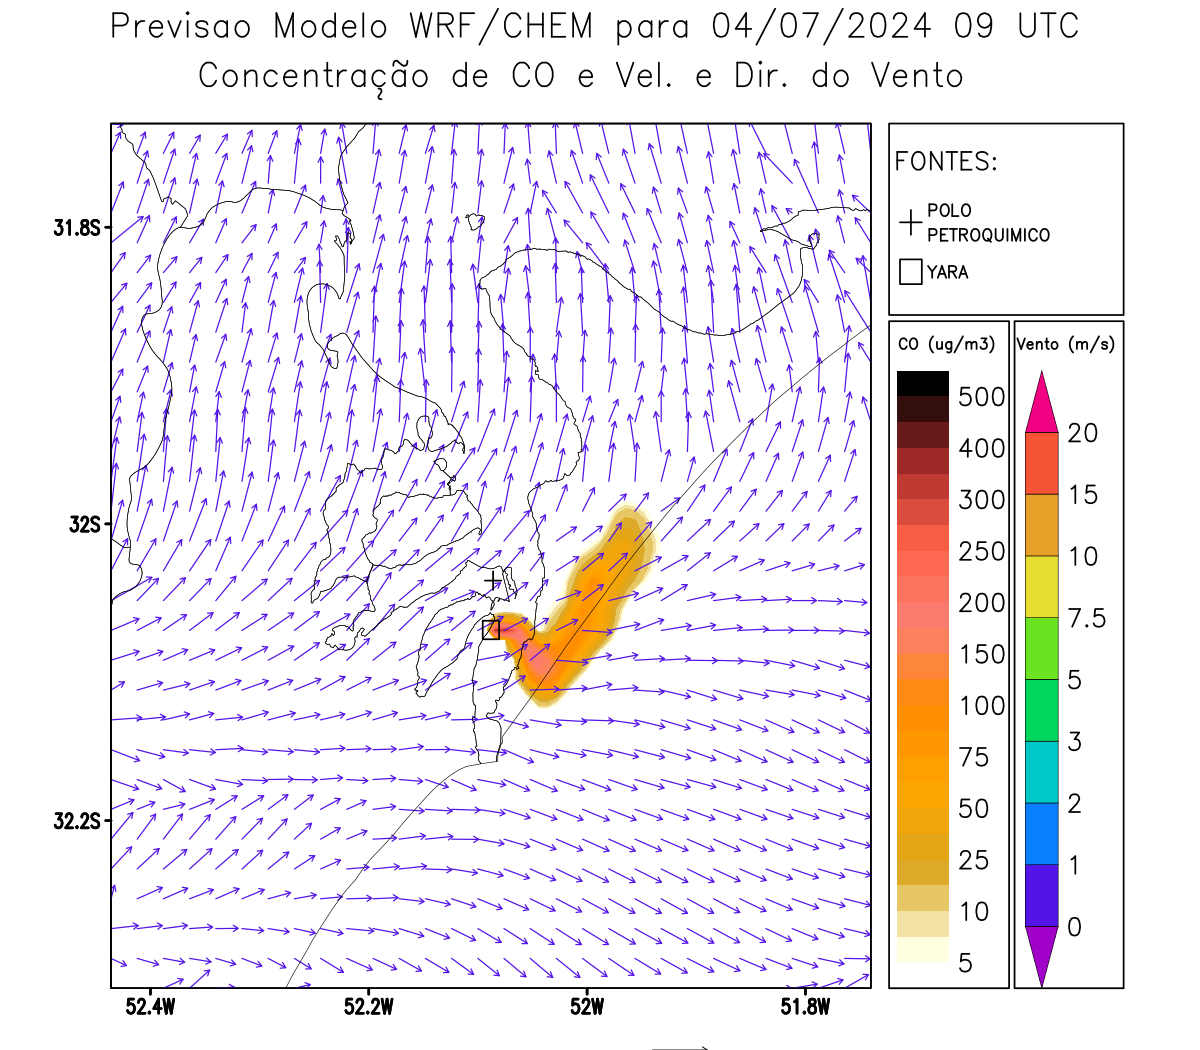 Previsao Modelo WRF/CHEM para 04/07/2024 09 UTC
Concentração de CO e Vel. e Dir. do Vento
FONTES:
POLO
PETROQUIMICO
YARA
CO (ug/m3)
500
400
300
250
200
150
100
75
50
25
10
5
Vento (m/s)
20
15
10
7.5
5
3
2
1
0
31.8S
32S
32.2S
52.4W
52.2W
52W
51.8W